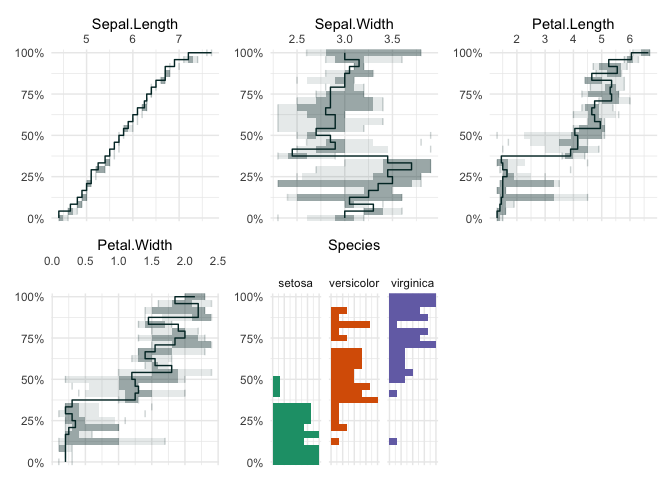 Sepal.Length Sepal.Width Petal.Length
5 6 7 2.5 3.0 3.5 2 3 4 5 6
100% 100% 100%
75% 75% 75%
50% 50% 50%
25% 25% 25%
0% 0% 0%
Petal.Width Species
0.0 0.5 1.0 1.5 2.0 2.5
setosa versicolor virginica
100% 100%
75% 75%
50% 50%
25% 25%
0% 0%